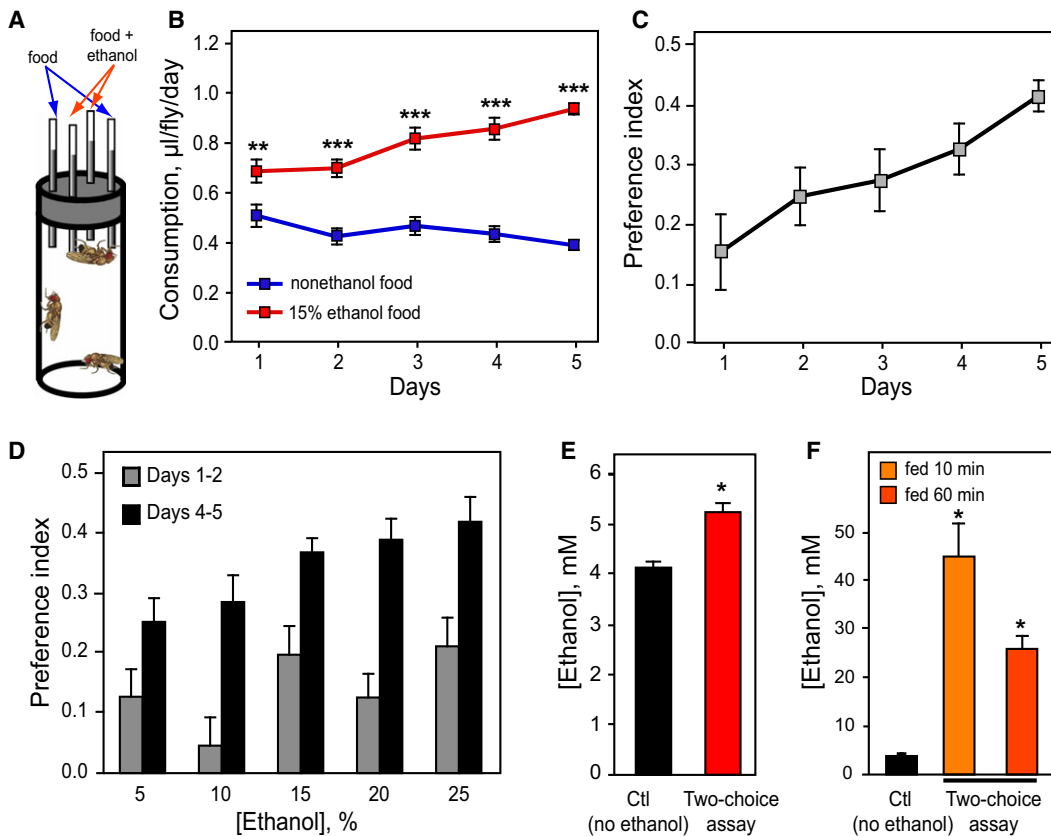 A
food
food +
ethanol
B
Consumption, µl/fly/day
1.2
1.0
0.8
0.6
0.4
0.2
0.0
**
***
***
***
***
nonethanol food
15% ethanol food
1
2
3
4
5
Days
C
Preference index
0.5
0.4
0.3
0.2
0.1
0.0
1
2
3
4
5
Days
D
Preference index
0.5
0.4
0.3
0.2
0.1
0.0
Days 1-2
Days 4-5
5
10
15
20
25
[Ethanol], %
E
[Ethanol], mM
6
5
4
3
2
1
0
*
Ctl
(no ethanol)
Two-choice
assay
F
[Ethanol], mM
fed 10 min
fed 60 min
50
40
30
20
10
0
*
*
Ctl
(no ethanol)
Two-choice
assay